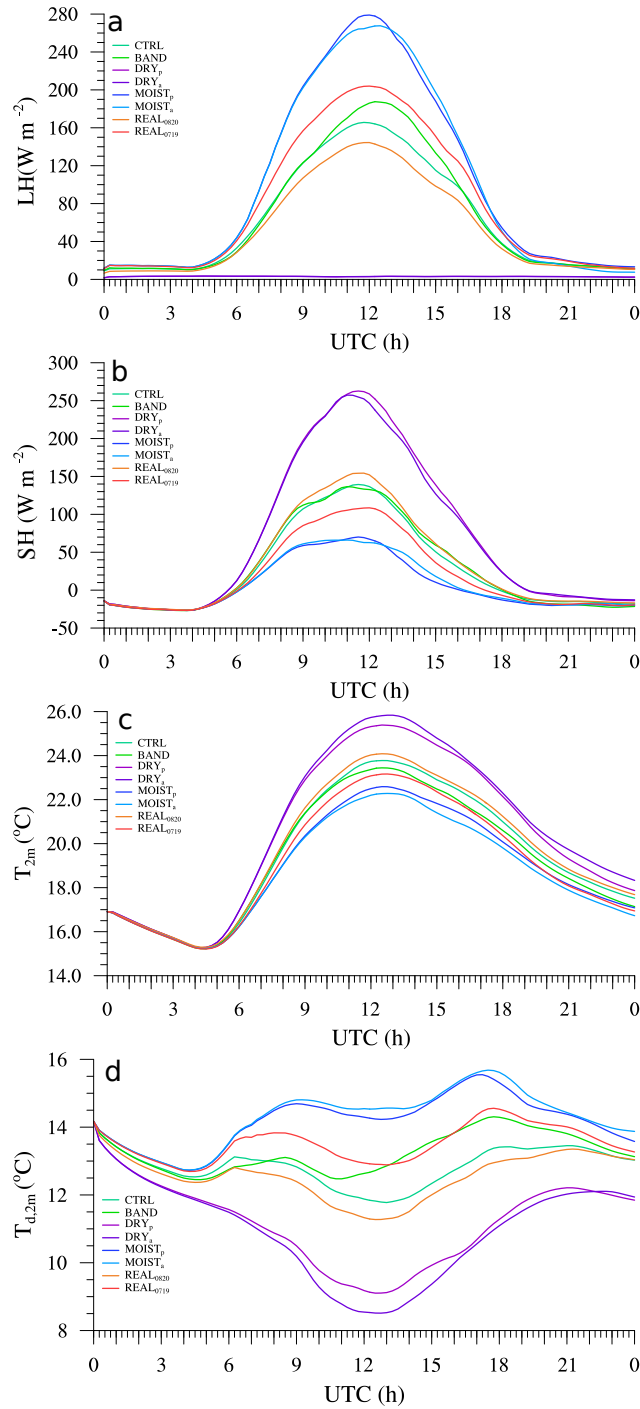 a
280
240
200
160
120
80
40
0
LH(W m⁻²)
CTRL
BAND
DRYₚ
DRYₐ
MOISTₚ
MOISTₐ
REAL₀₈₂₀
REAL₀₇₁₉
0 3 6 9 12 15 18 21 0
UTC (h)
b
300
250
200
150
100
50
0
-50
SH (W m⁻²)
CTRL
BAND
DRYₚ
DRYₐ
MOISTₚ
MOISTₐ
REAL₀₈₂₀
REAL₀₇₁₉
0 3 6 9 12 15 18 21 0
UTC (h)
c
26.0
24.0
22.0
20.0
18.0
16.0
14.0
T₂ₘ (°C)
CTRL
BAND
DRYₚ
DRYₐ
MOISTₚ
MOISTₐ
REAL₀₈₂₀
REAL₀₇₁₉
0 3 6 9 12 15 18 21 0
UTC (h)
d
16
14
12
10
8
T_d,2m (°C)
CTRL
BAND
DRYₚ
DRYₐ
MOISTₚ
MOISTₐ
REAL₀₈₂₀
REAL₀₇₁₉
0 3 6 9 12 15 18 21 0
UTC (h)